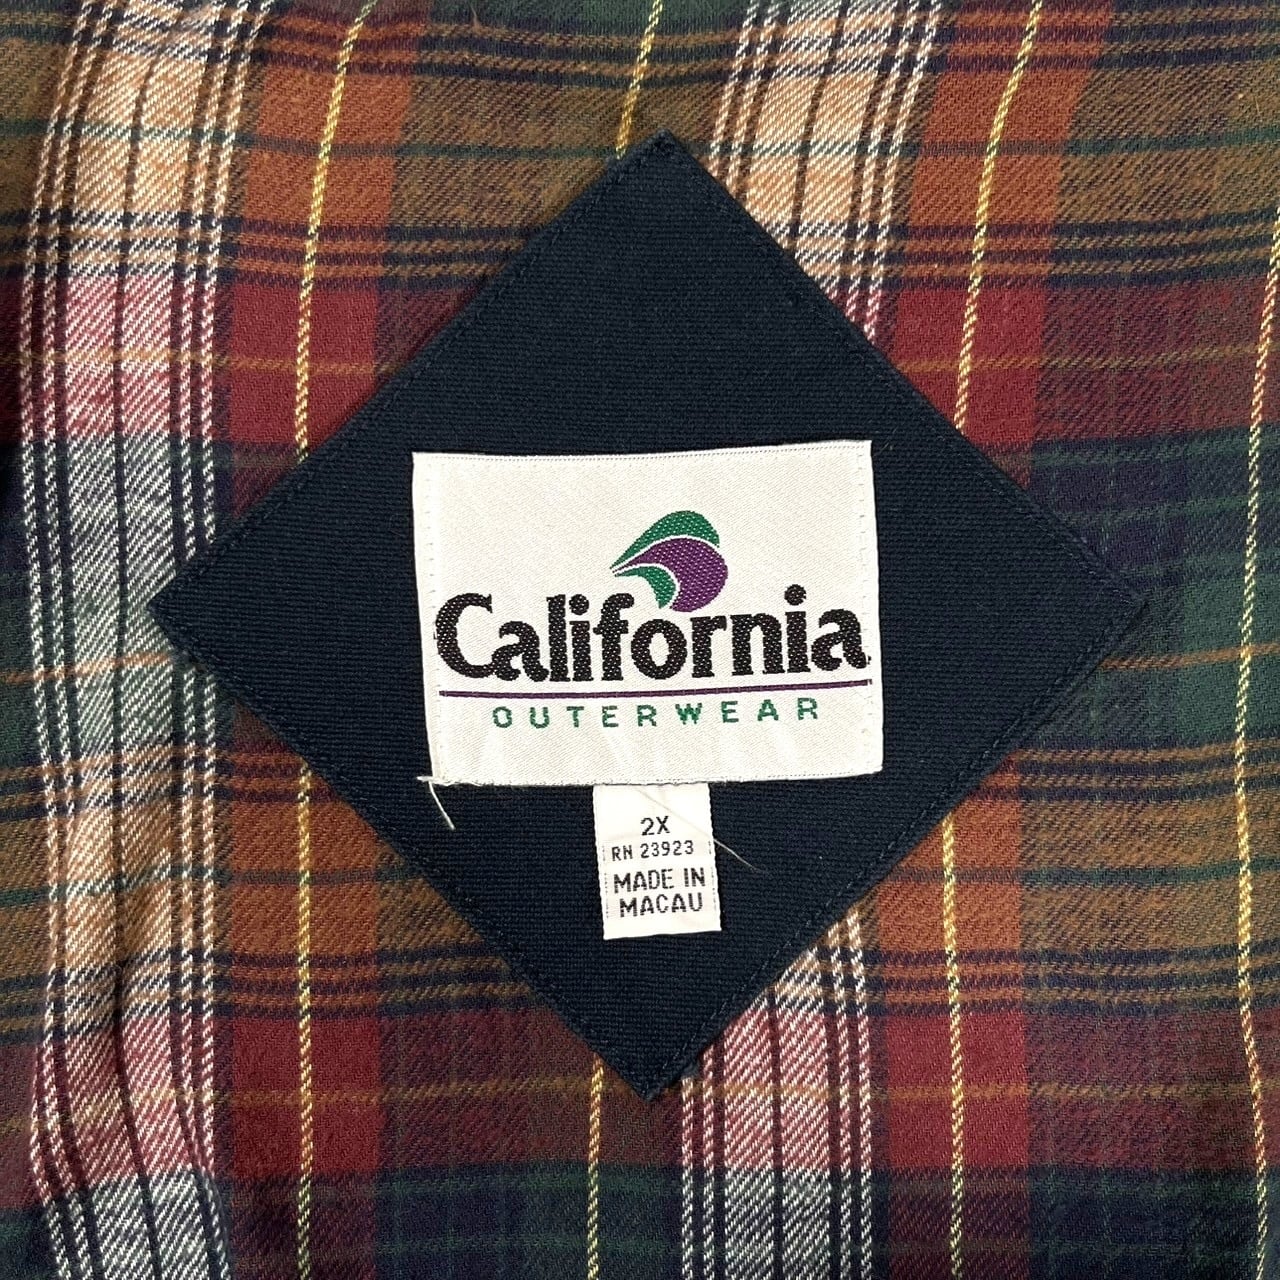 California
OUTERWEAR
2X
RN 23923
MADE IN
MACAU